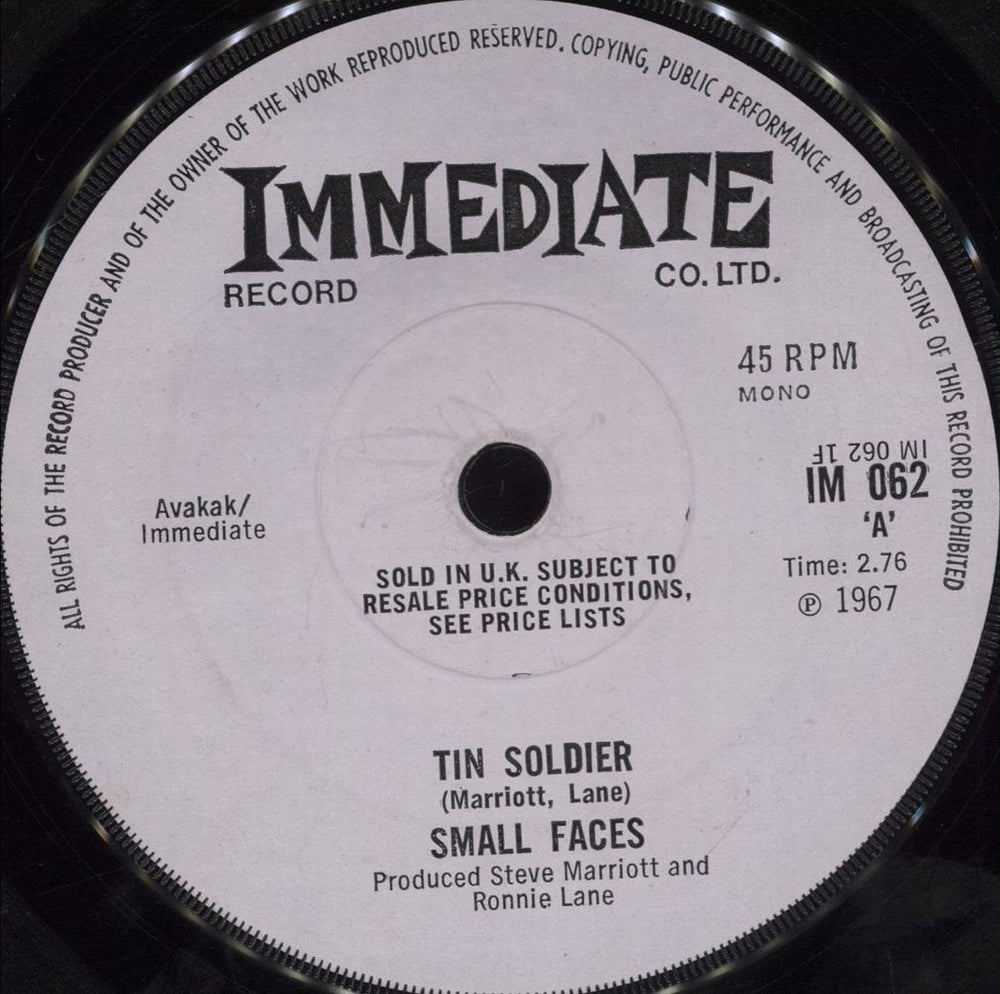 ALL RIGHTS OF THE RECORD PRODUCER AND OF THE OWNER OF THE WORK REPRODUCED RESERVED. COPYING, PUBLIC PERFORMANCE AND BROADCASTING OF THIS RECORD PROHIBITED
IMMEDIATE
RECORD CO. LTD.
45 RPM
MONO
IM 062 1F
IM 062
'A'
Avakak/
Immediate
Time: 2.76
℗ 1967
SOLD IN U.K. SUBJECT TO
RESALE PRICE CONDITIONS,
SEE PRICE LISTS
TIN SOLDIER
(Marriott, Lane)
SMALL FACES
Produced Steve Marriott and
Ronnie Lane